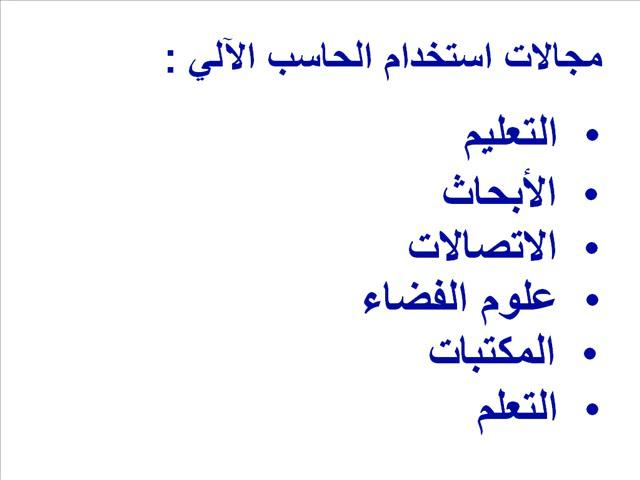 مجالات استخدام الحاسب الآلي :
• التعليم
• الأبحاث
• الاتصالات
• علوم الفضاء
• المكتبات
• التعلم